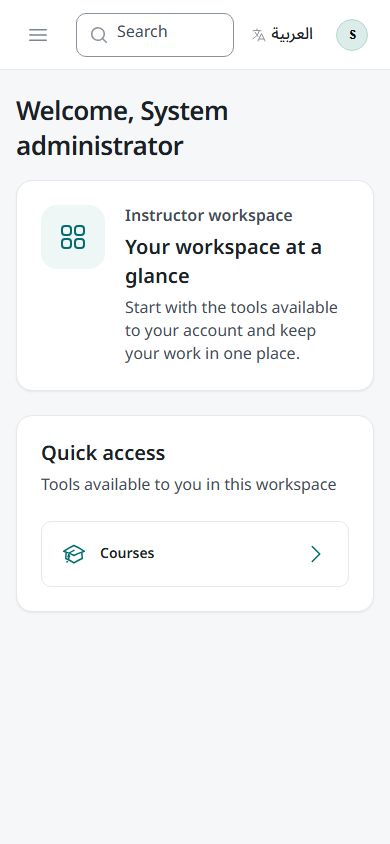 Search
العربية
S
Welcome, System
administrator
Instructor workspace
Your workspace at a
glance
Start with the tools available
to your account and keep
your work in one place.
Quick access
Tools available to you in this workspace
Courses